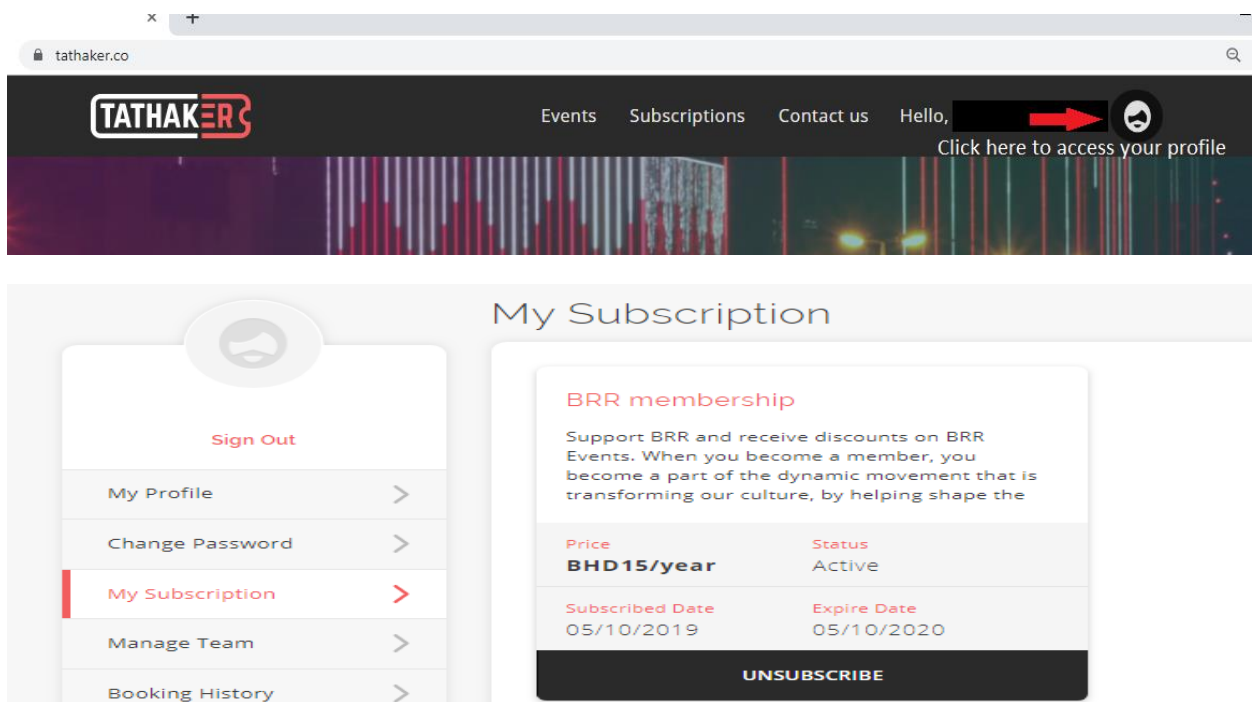 tathaker.co
TATHAKER
Events Subscriptions Contact us Hello,
Click here to access your profile
My Subscription
Sign Out
My Profile
Change Password
My Subscription
Manage Team
Booking History
BRR membership
Support BRR and receive discounts on BRR
Events. When you become a member, you
become a part of the dynamic movement that is
transforming our culture, by helping shape the
Price Status
BHD15/year Active
Subscribed Date Expire Date
05/10/2019 05/10/2020
UNSUBSCRIBE